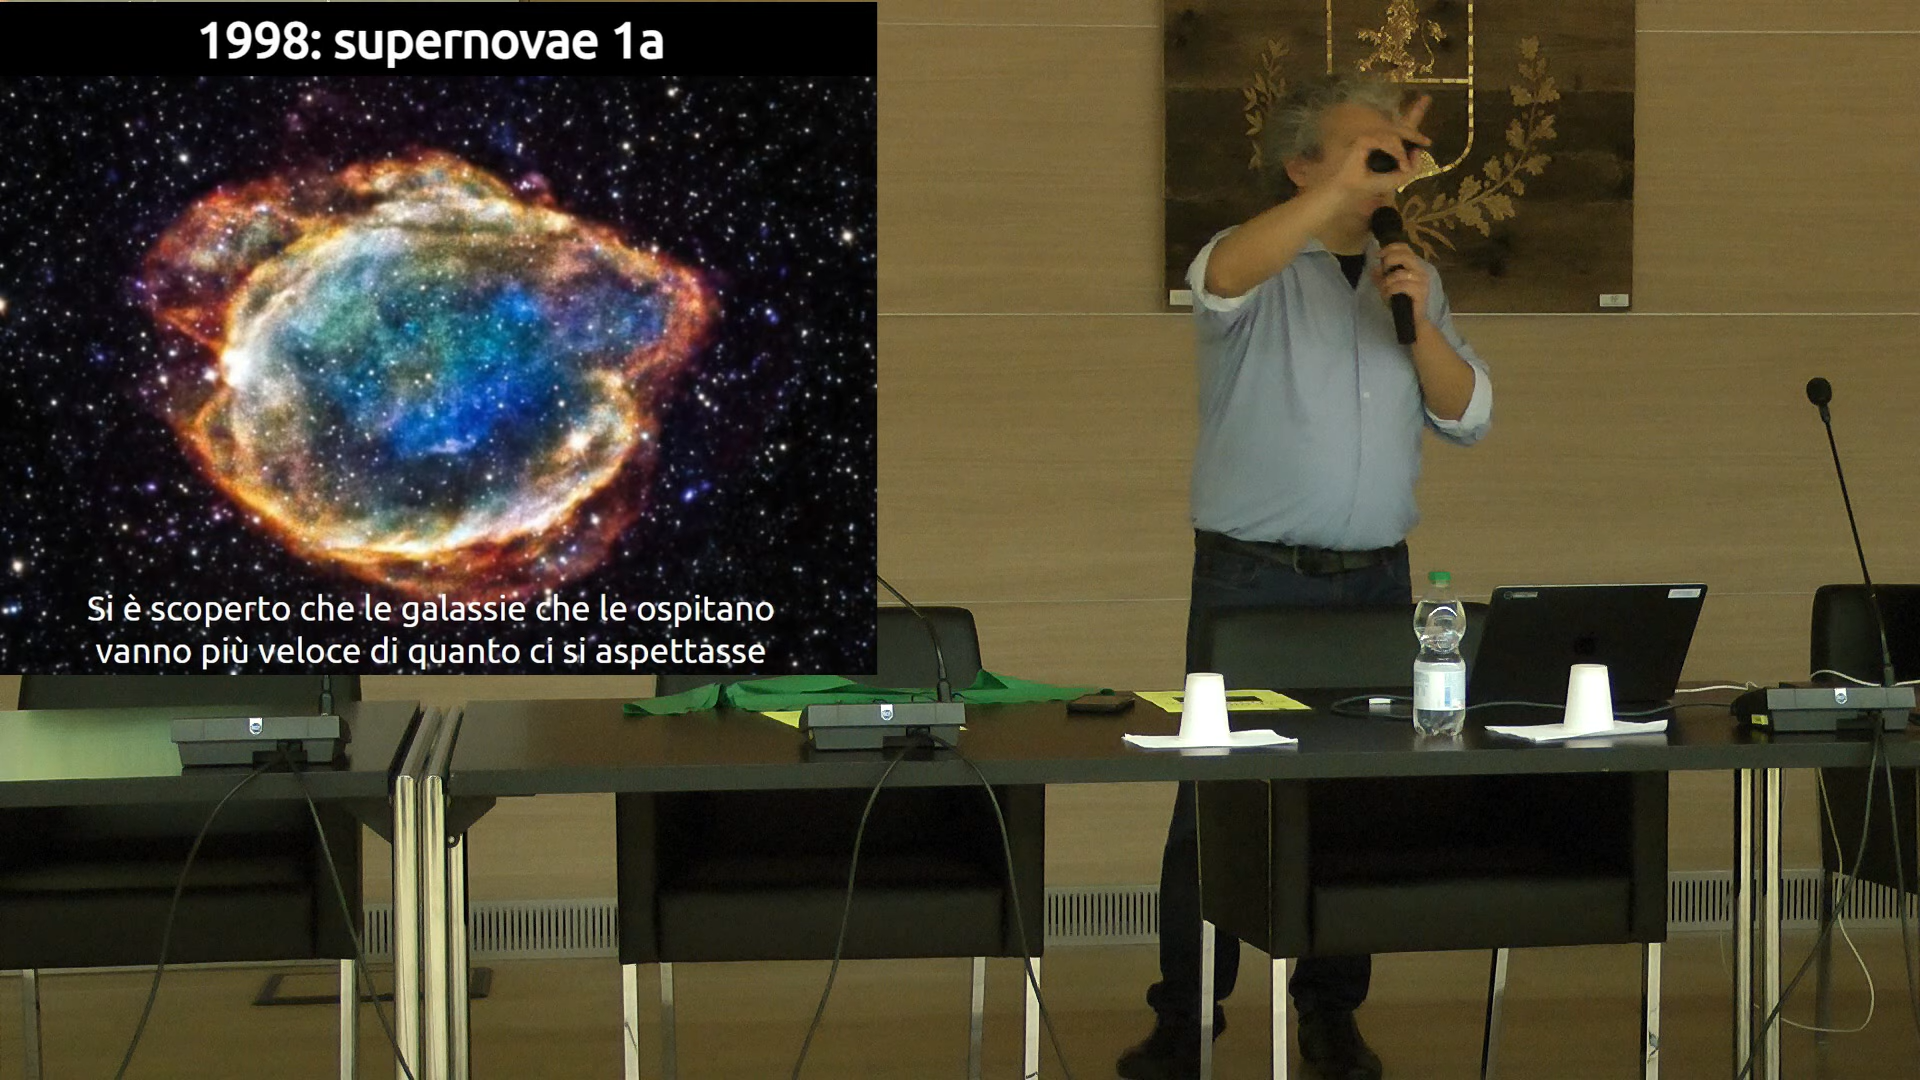 1998: supernovae 1a
Si è scoperto che le galassie che le ospitano
vanno più veloce di quanto ci si aspettasse